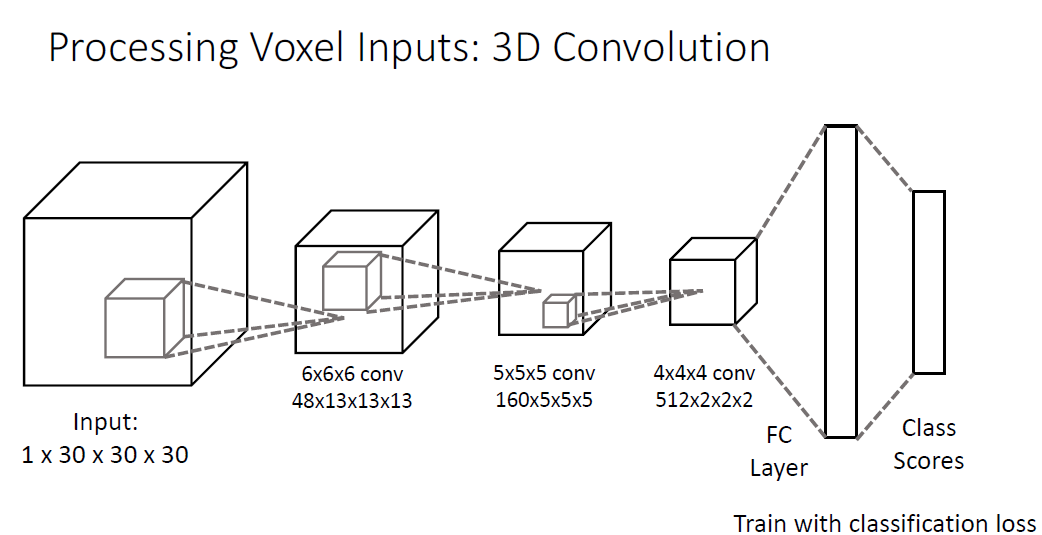 Processing Voxel Inputs: 3D Convolution
Input:
1 x 30 x 30 x 30
6x6x6 conv
48x13x13x13
5x5x5 conv
160x5x5x5
4x4x4 conv
512x2x2x2
FC
Layer
Class
Scores
Train with classification loss